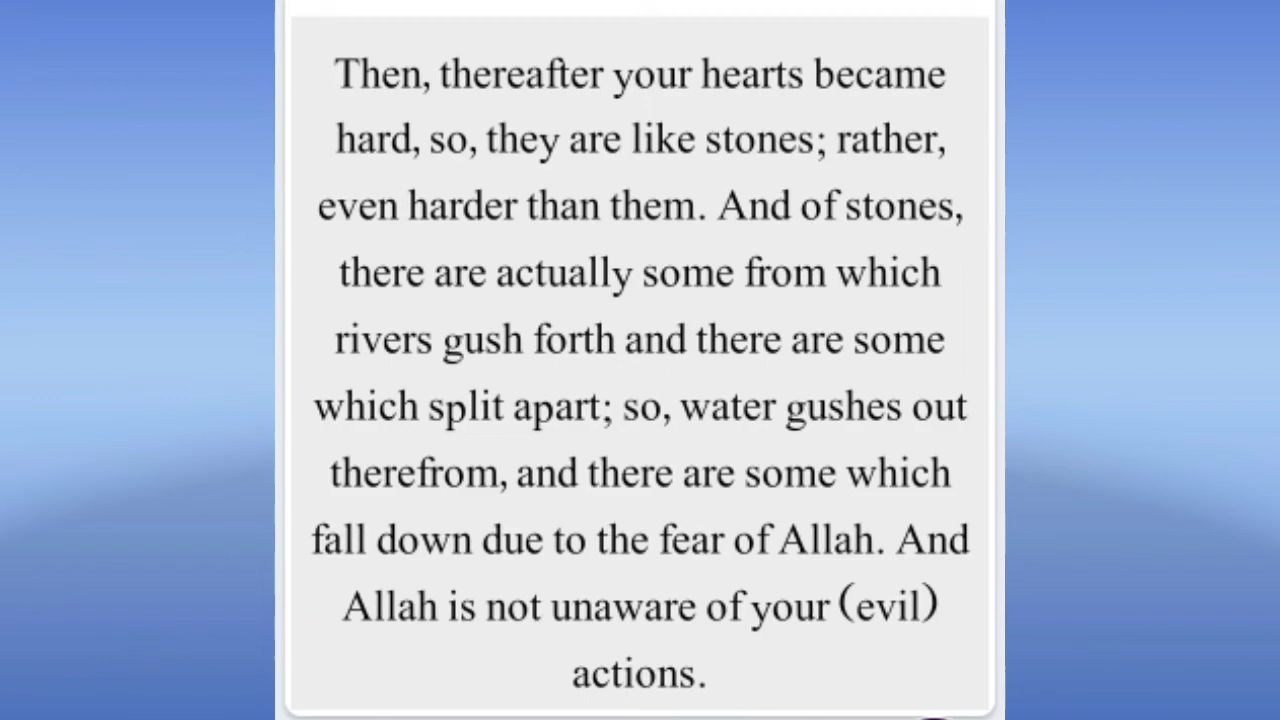 Then, thereafter your hearts became
hard, so, they are like stones; rather,
even harder than them. And of stones,
there are actually some from which
rivers gush forth and there are some
which split apart; so, water gushes out
therefrom, and there are some which
fall down due to the fear of Allah. And
Allah is not unaware of your (evil)
actions.